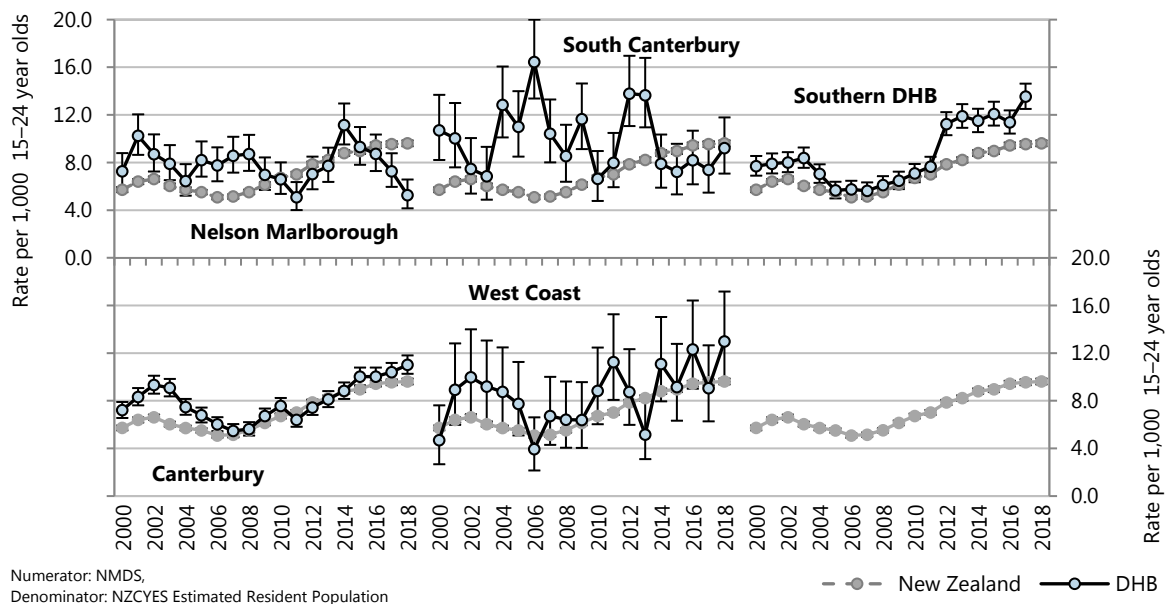 Rate per 1,000 15–24 year olds
20.0
16.0
12.0
8.0
4.0
0.0
South Canterbury
Southern DHB
Nelson Marlborough
20.0
16.0
12.0
8.0
4.0
0.0
Rate per 1,000 15–24 year olds
West Coast
Canterbury
2000 2002 2004 2006 2008 2010 2012 2014 2016 2018 2000 2002 2004 2006 2008 2010 2012 2014 2016 2018 2000 2002 2004 2006 2008 2010 2012 2014 2016 2018
Numerator: NMDS,
Denominator: NZCYES Estimated Resident Population
New Zealand DHB